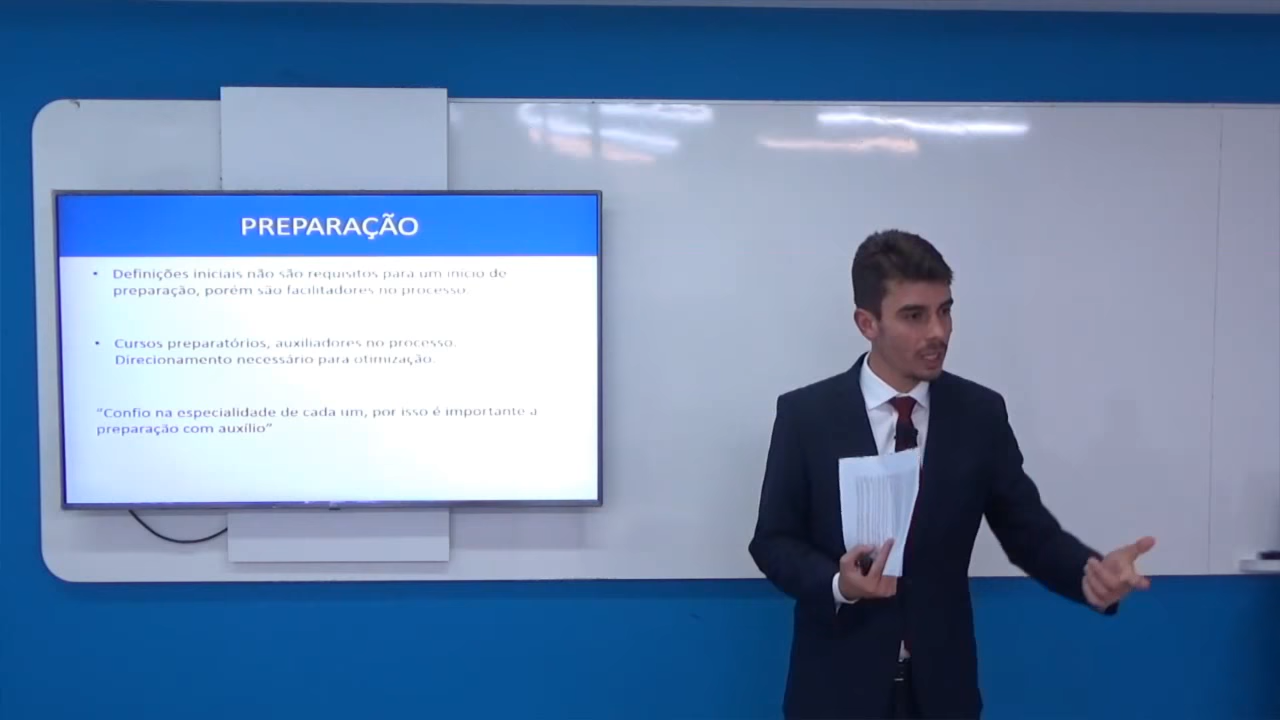 PREPARAÇÃO
• Definições iniciais não são requisitos para um início de
preparação, porém são facilitadores no processo.
• Cursos preparatórios, auxiliadores no processo.
Direcionamento necessário para otimização.
“Confio na especialidade de cada um, por isso é importante a
preparação com auxílio”